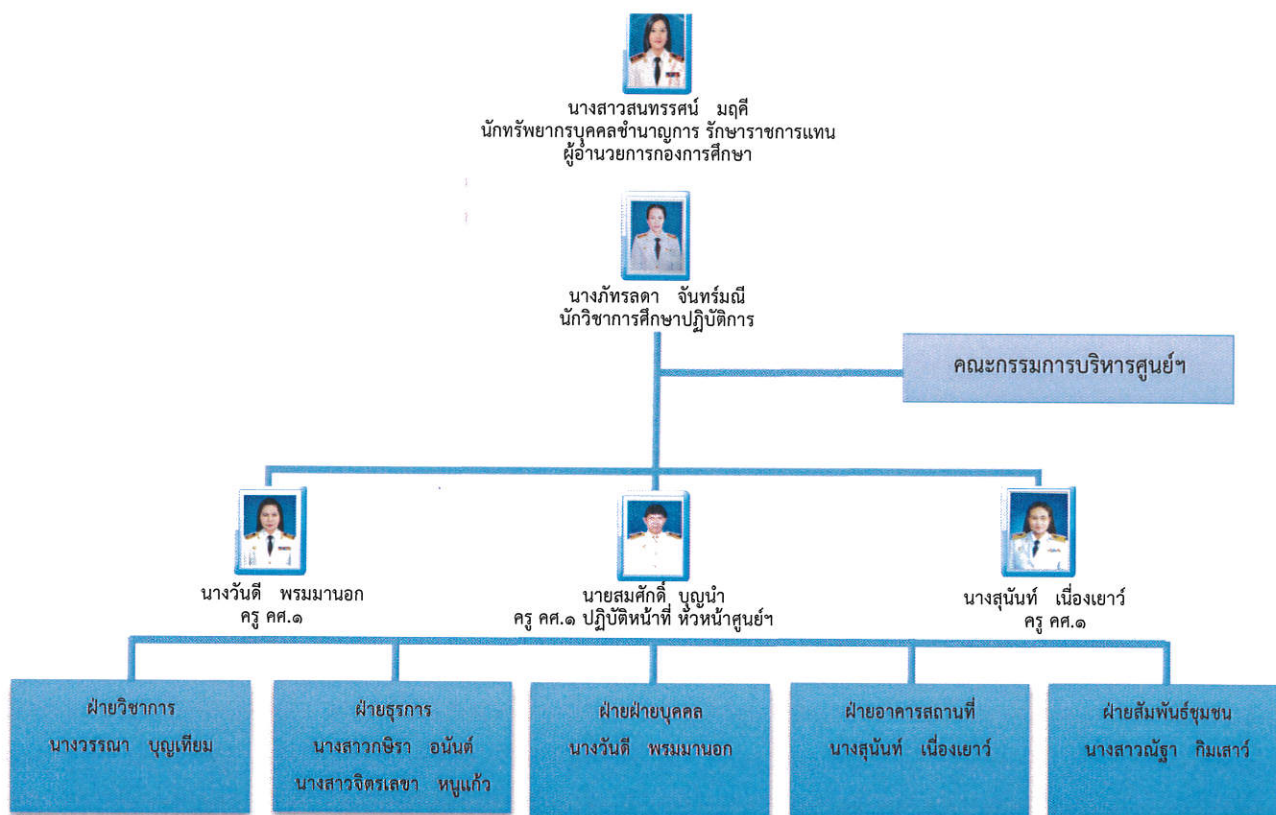 นางสาวสนทรรศน์ มฤคี
นักทรัพยากรบุคคลชำนาญการ รักษาราชการแทน
ผู้อำนวยการกองการศึกษา
นางภัทรลดา จันทร์มณี
นักวิชาการศึกษาปฏิบัติการ
คณะกรรมการบริหารศูนย์ฯ
นางวันดี พรมมานอก
ครู คศ.๑
นายสมศักดิ์ บุญนำ
ครู คศ.๑ ปฏิบัติหน้าที่ หัวหน้าศูนย์ฯ
นางสุนันท์ เนื่องเยาว์
ครู คศ.๑
ฝ่ายวิชาการ
นางวรรณา บุญเทียม
ฝ่ายธุรการ
นางสาวกษิรา อนันต์
นางสาวจิตรเลขา หนูแก้ว
ฝ่ายฝ่ายบุคคล
นางวันดี พรมมานอก
ฝ่ายอาคารสถานที่
นางสุนันท์ เนื่องเยาว์
ฝ่ายสัมพันธ์ชุมชน
นางสาวณัฐา กิมเสาว์